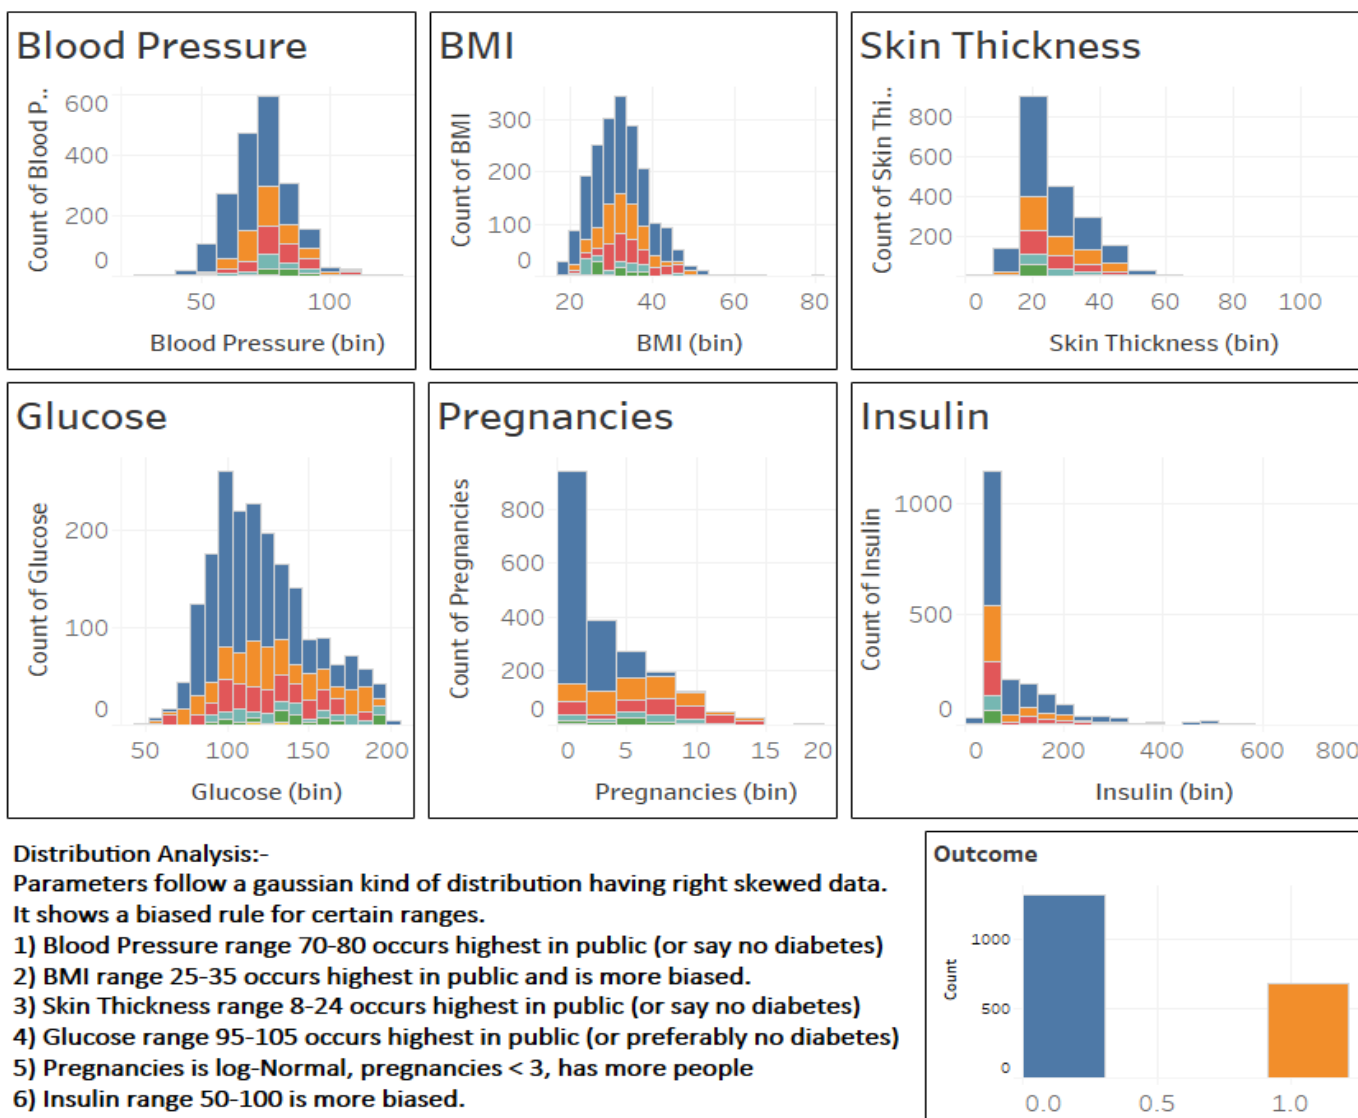 Blood Pressure
Count of Blood P..
600
400
200
0
50 100
Blood Pressure (bin)
BMI
Count of BMI
300
200
100
0
20 40 60 80
BMI (bin)
Skin Thickness
Count of Skin Thi..
800
600
400
200
0 20 40 60 80 100
Skin Thickness (bin)
Glucose
Count of Glucose
200
100
0
50 100 150 200
Glucose (bin)
Pregnancies
Count of Pregnancies
800
600
400
200
0
0 5 10 15 20
Pregnancies (bin)
Insulin
Count of Insulin
1000
500
0
0 200 400 600 800
Insulin (bin)
Distribution Analysis:-
Parameters follow a gaussian kind of distribution having right skewed data.
It shows a biased rule for certain ranges.
1) Blood Pressure range 70-80 occurs highest in public (or say no diabetes)
2) BMI range 25-35 occurs highest in public and is more biased.
3) Skin Thickness range 8-24 occurs highest in public (or say no diabetes)
4) Glucose range 95-105 occurs highest in public (or preferably no diabetes)
5) Pregnancies is log-Normal, pregnancies < 3, has more people
6) Insulin range 50-100 is more biased.
Outcome
Count
1000
500
0
0.0 0.5 1.0